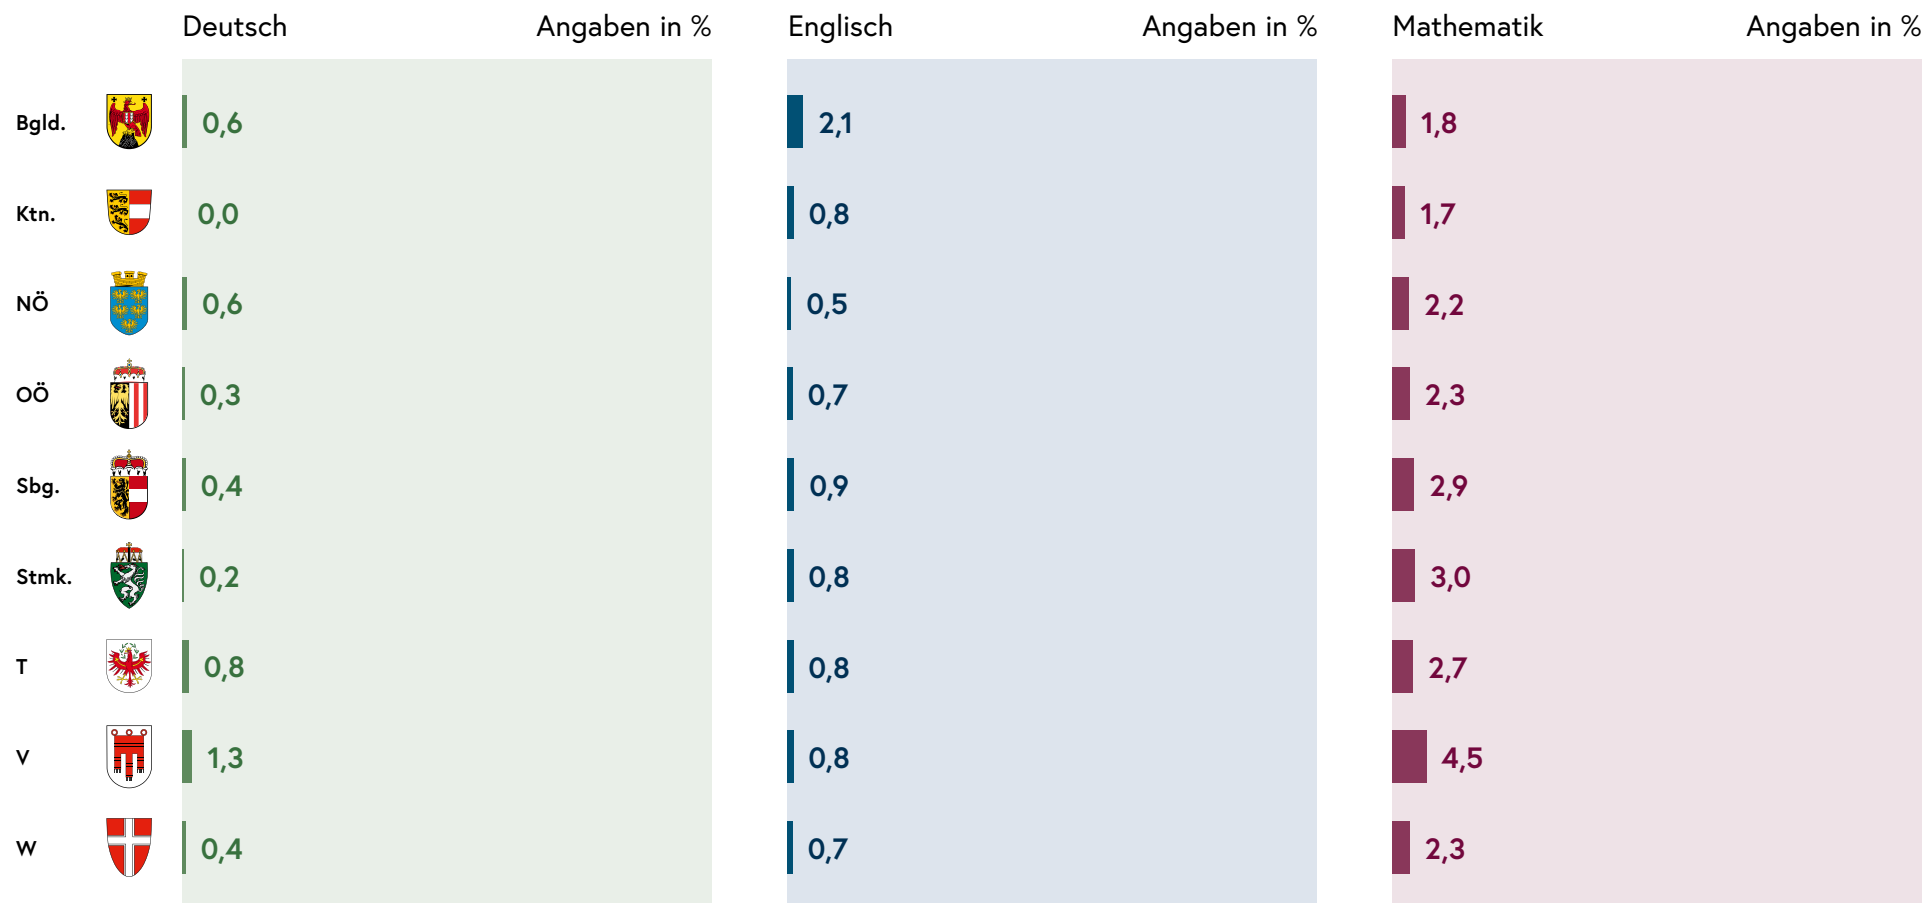 Deutsch Angaben in % Englisch Angaben in % Mathematik Angaben in %
Bgld. 0,6 2,1 1,8
Ktn. 0,0 0,8 1,7
NÖ 0,6 0,5 2,2
OÖ 0,3 0,7 2,3
Sbg. 0,4 0,9 2,9
Stmk. 0,2 0,8 3,0
T 0,8 0,8 2,7
V 1,3 0,8 4,5
W 0,4 0,7 2,3